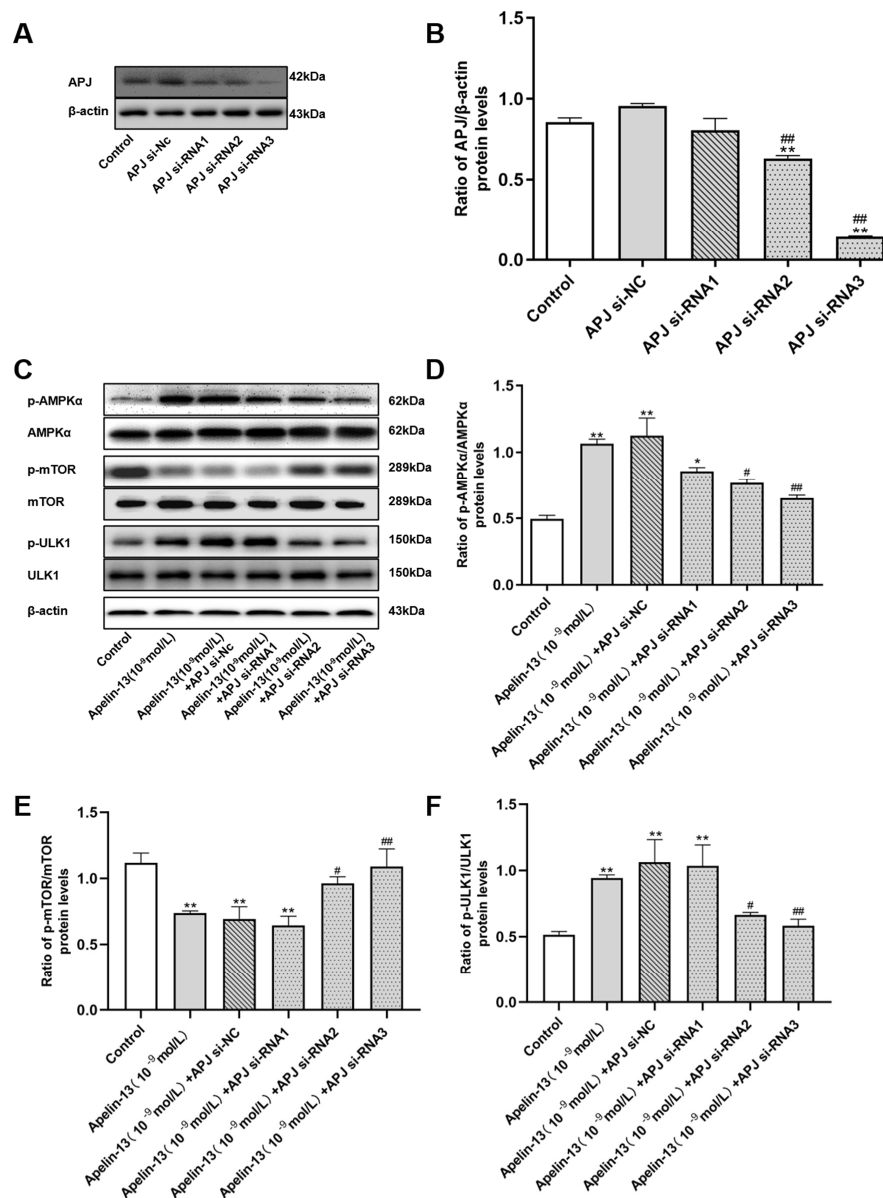 A
APJ
42kDa
β-actin
43kDa
Control
APJ si-Nc
APJ si-RNA1
APJ si-RNA2
APJ si-RNA3
B
Ratio of APJ/β-actin
protein levels
1.5
1.0
0.5
0.0
##
**
##
**
Control
APJ si-NC
APJ si-RNA1
APJ si-RNA2
APJ si-RNA3
C
p-AMPKα
62kDa
AMPKα
62kDa
p-mTOR
289kDa
mTOR
289kDa
p-ULK1
150kDa
ULK1
150kDa
β-actin
43kDa
Control
Apelin-13(10⁻⁹mol/L)
Apelin-13(10⁻⁹mol/L)
+APJ si-Nc
Apelin-13(10⁻⁹mol/L)
+APJ si-RNA1
Apelin-13(10⁻⁹mol/L)
+APJ si-RNA2
Apelin-13(10⁻⁹mol/L)
+APJ si-RNA3
D
Ratio of p-AMPKα/AMPKα
protein levels
1.5
1.0
0.5
0.0
**
**
*
#
##
Control
Apelin-13（10⁻⁹mol/L）
Apelin-13（10⁻⁹mol/L）+APJ si-NC
Apelin-13（10⁻⁹mol/L）+APJ si-RNA1
Apelin-13（10⁻⁹mol/L）+APJ si-RNA2
Apelin-13（10⁻⁹mol/L）+APJ si-RNA3
E
Ratio of p-mTOR/mTOR
protein levels
1.5
1.0
0.5
0.0
**
**
**
#
##
Control
Apelin-13（10⁻⁹mol/L）
Apelin-13（10⁻⁹mol/L）+APJ si-NC
Apelin-13（10⁻⁹mol/L）+APJ si-RNA1
Apelin-13（10⁻⁹mol/L）+APJ si-RNA2
Apelin-13（10⁻⁹mol/L）+APJ si-RNA3
F
Ratio of p-ULK1/ULK1
protein levels
1.5
1.0
0.5
0.0
**
**
**
#
##
Control
Apelin-13（10⁻⁹mol/L）
Apelin-13（10⁻⁹mol/L）+APJ si-NC
Apelin-13（10⁻⁹mol/L）+APJ si-RNA1
Apelin-13（10⁻⁹mol/L）+APJ si-RNA2
Apelin-13（10⁻⁹mol/L）+APJ si-RNA3